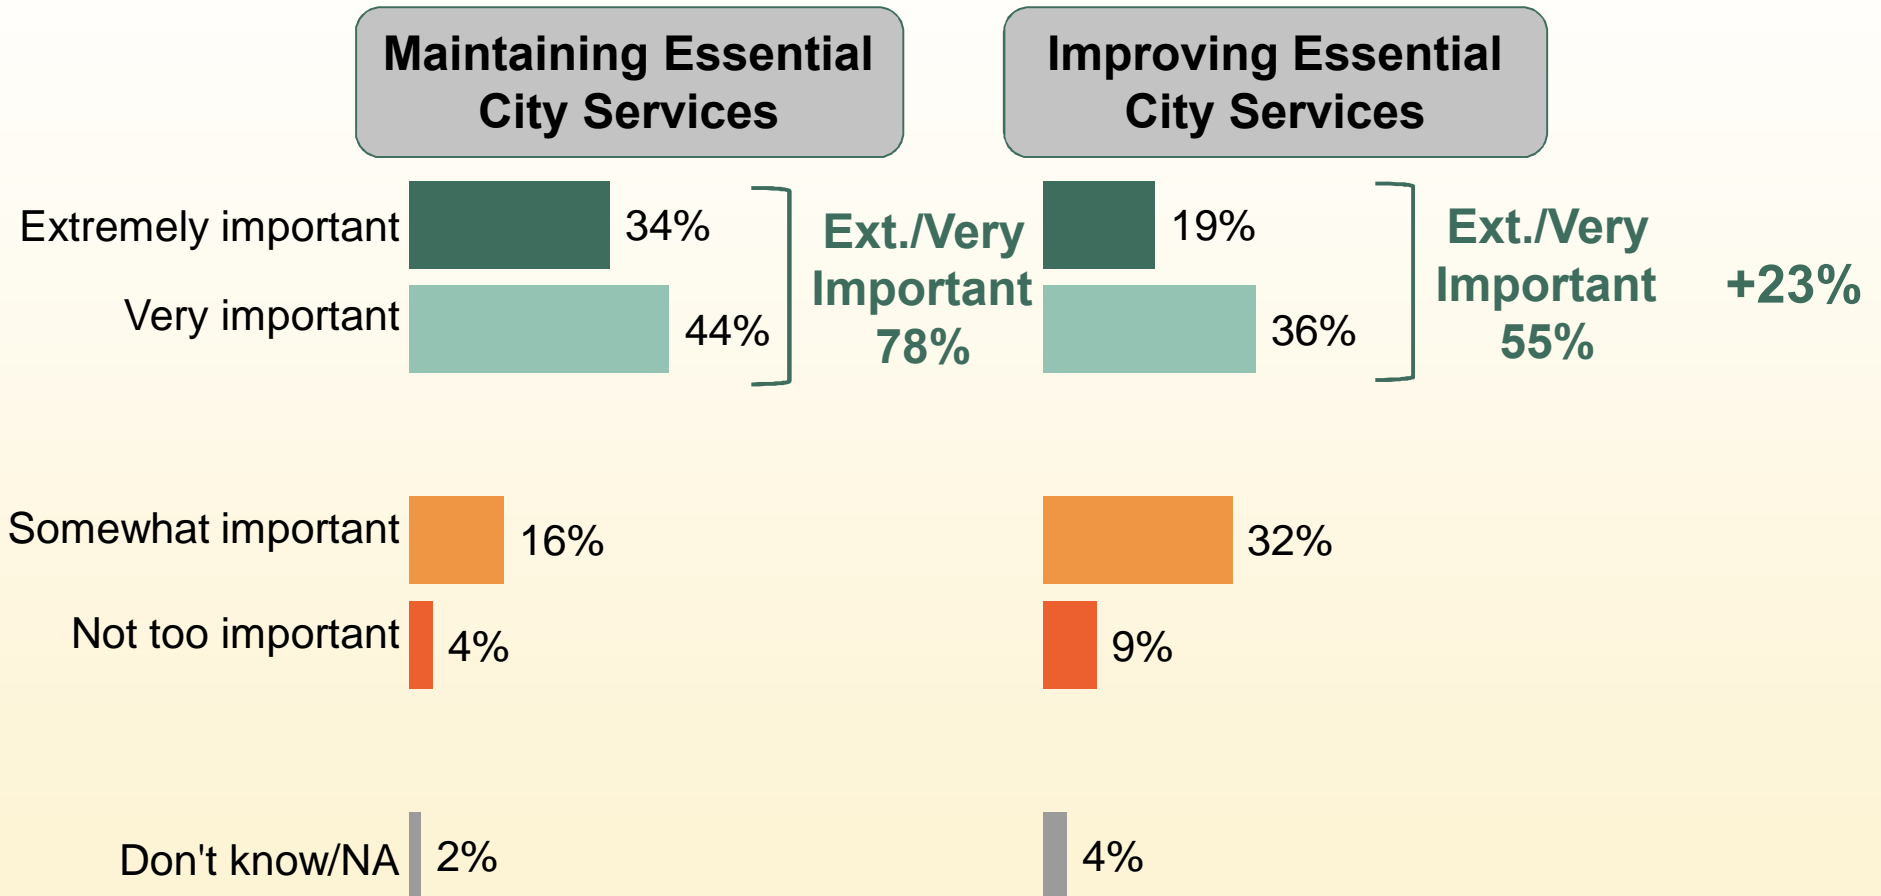 Maintaining Essential
City Services
Improving Essential
City Services
Extremely important
34%
19%
Very important
44%
36%
Ext./Very
Important
78%
Ext./Very
Important
55%
+23%
Somewhat important
16%
32%
Not too important
4%
9%
Don't know/NA
2%
4%